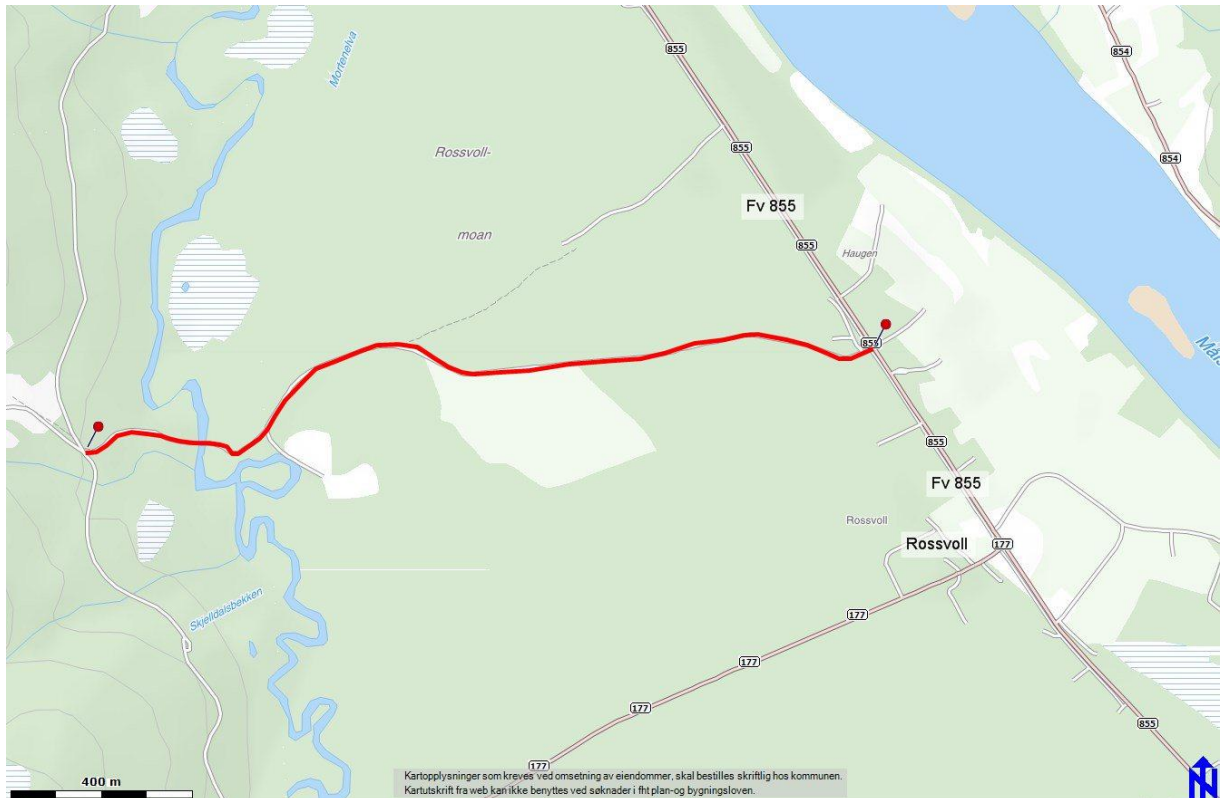 855
854
Mortenelva
Rossvoll-
855
854
Fv 855
moan
855
Haugen
855
Måls
855
Fv 855
Rossvoll
Rossvoll
177
Skjelldalsbekken
177
177
177
855
177
400 m
Kartopplysninger som kreves ved omsetning av eiendommer, skal bestilles skriftlig hos kommunen.
Kartutskrift fra web kan ikke benyttes ved søknader i fht plan-og bygningsloven.
N